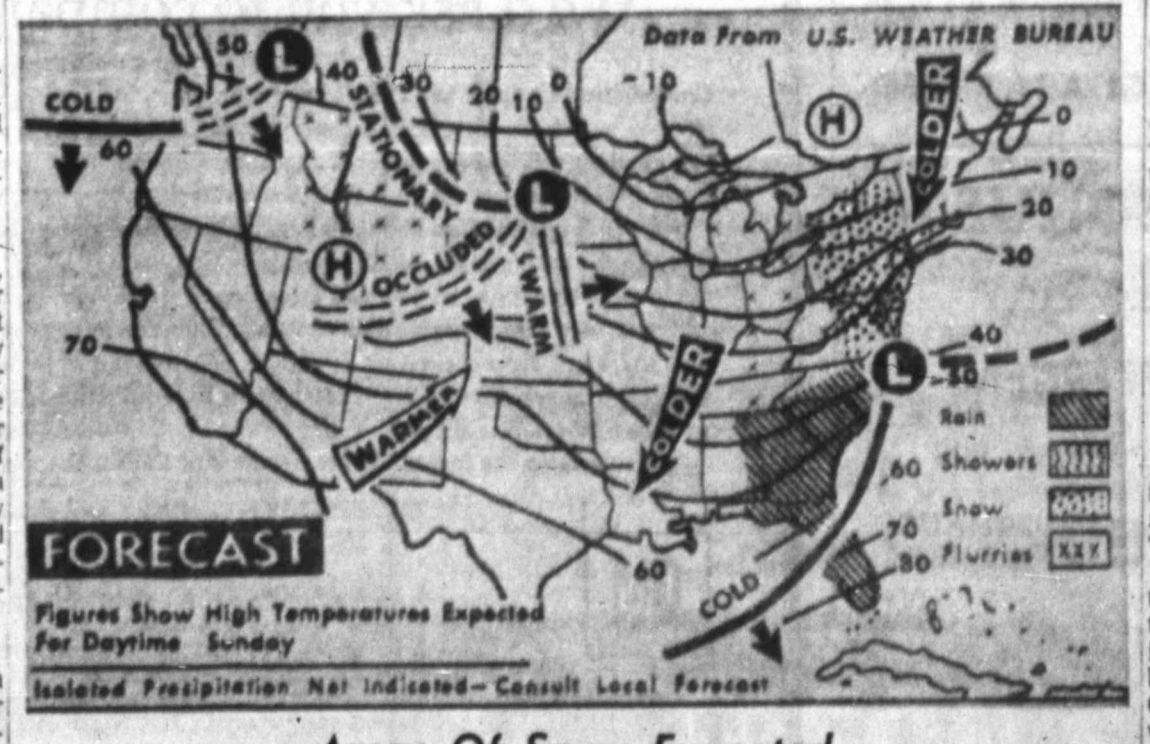 Data From U.S. WEATHER BUREAU
50
L
40
30
20
10
0
-10
COLD
COLDER
H
0
60
STATIONARY
10
L
20
OCCLUDED
30
H
WARM
70
40
L
50
COLDER
WARMER
Rain
60
Showers
Snow
FORECAST
70
Flurries
80
60
COLD
Figures Show High Temperatures Expected
For Daytime Sunday
Isolated Precipitation Not Indicated— Consult Local Forecast
Of